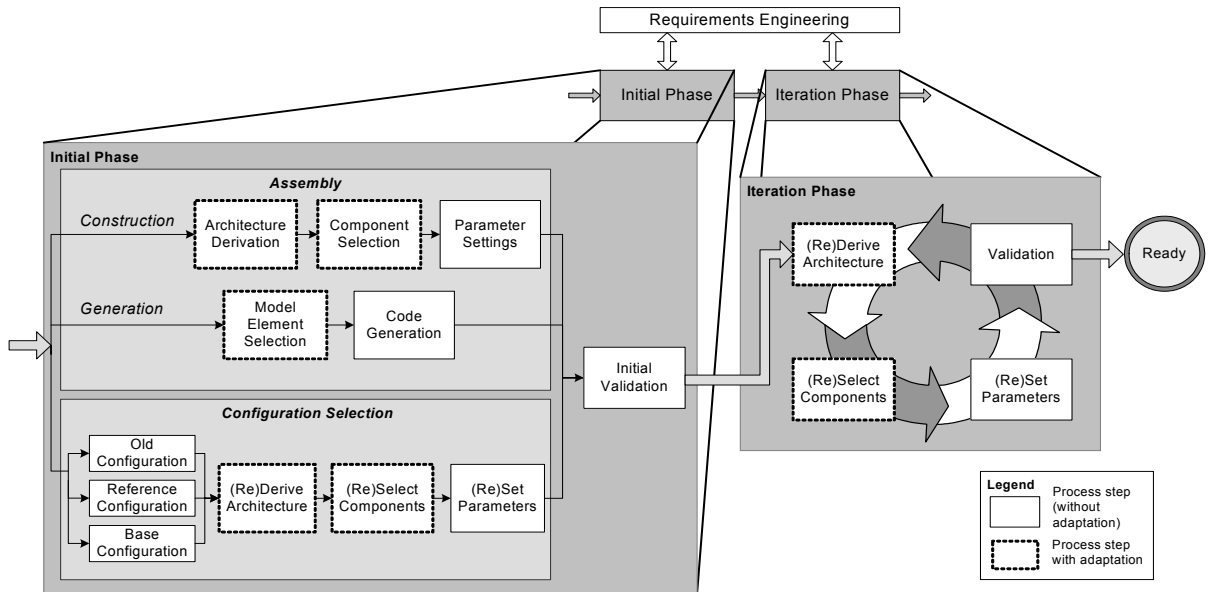 Requirements Engineering
Initial Phase
Iteration Phase
Initial Phase
Assembly
Construction
Architecture
Derivation
Component
Selection
Parameter
Settings
Generation
Model
Element
Selection
Code
Generation
Initial
Validation
Configuration Selection
Old
Configuration
Reference
Configuration
Base
Configuration
(Re)Derive
Architecture
(Re)Select
Components
(Re)Set
Parameters
Iteration Phase
(Re)Derive
Architecture
Validation
Ready
(Re)Select
Components
(Re)Set
Parameters
Legend
Process step
(without
adaptation)
Process step
with adaptation